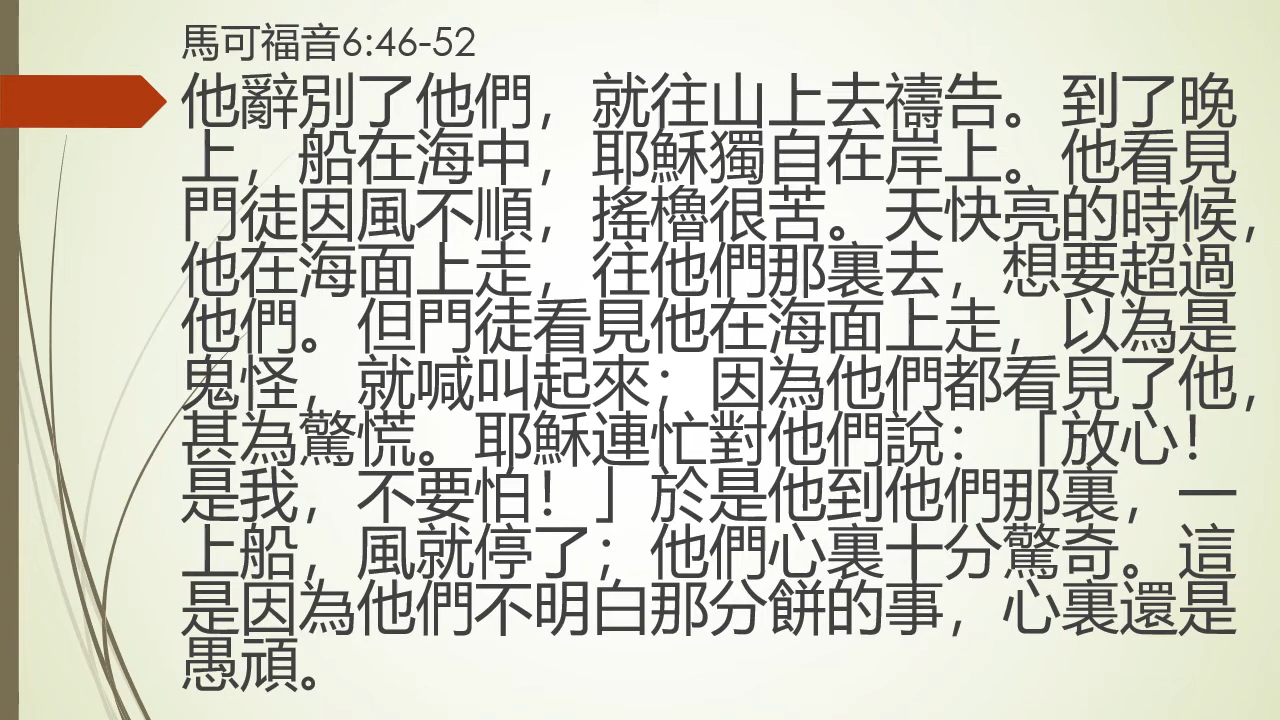 馬可福音6:46-52
他辭別了他們，就往山上去禱告。到了晚
上，船在海中，耶穌獨自在岸上。他看見
門徒因風不順，搖櫓很苦。天快亮的時候，
他在海面上走，往他們那裏去，想要超過
他們。但門徒看見他在海面上走，以為是
鬼怪，就喊叫起來；因為他們都看見了他，
甚為驚慌。耶穌連忙對他們說：「放心！
是我，不要怕！」於是他到他們那裏，一
上船，風就停了；他們心裏十分驚奇。這
是因為他們不明白那分餅的事，心裏還是
愚頑。